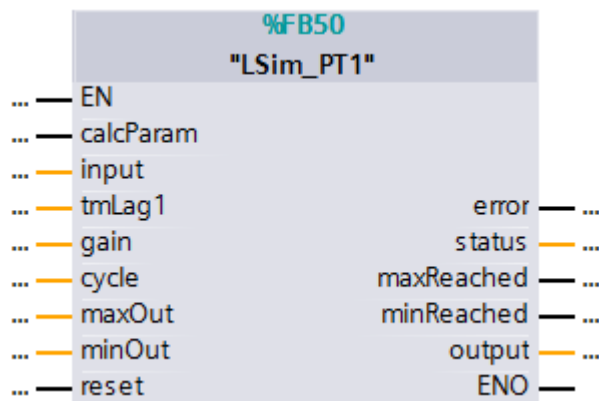 %FB50
"LSim_PT1"
... EN
... calcParam
... input
... tmLag1 error ...
... gain status ...
... cycle maxReached ...
... maxOut minReached ...
... minOut output ...
... reset ENO